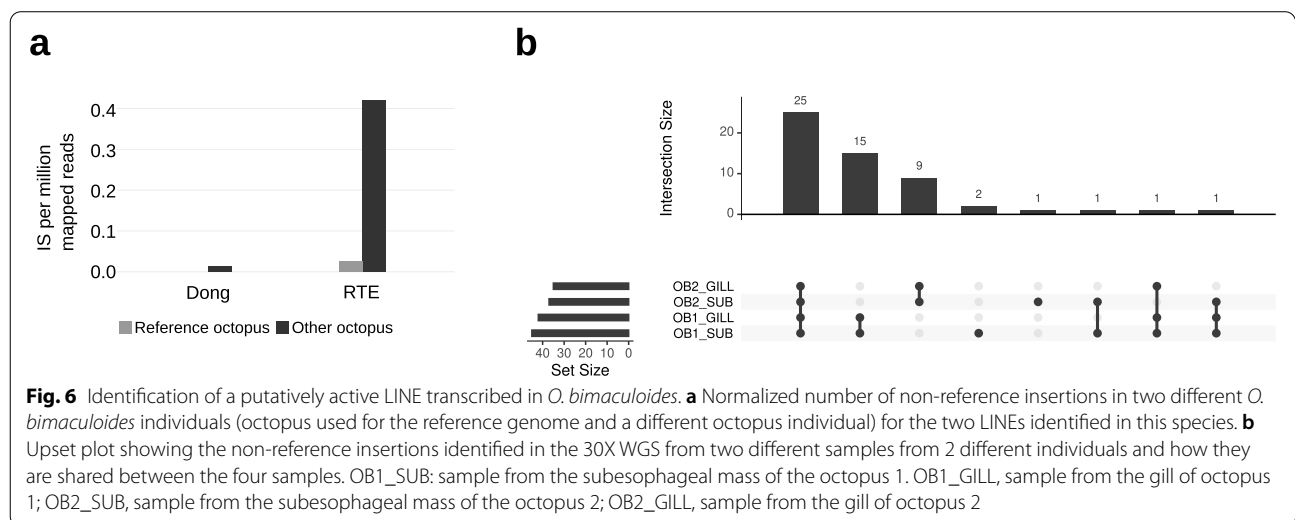 a
b
IS per million
mapped reads
0.4
0.3
0.2
0.1
0.0
Dong
RTE
Reference octopus
Other octopus
Intersection Size
20
10
0
25
15
9
2
1
1
1
1
OB2_GILL
OB2_SUB
OB1_GILL
OB1_SUB
40 30 20 10 0
Set Size
Fig. 6 Identification of a putatively active LINE transcribed in O. bimaculoides. a Normalized number of non-reference insertions in two different O.
bimaculoides individuals (octopus used for the reference genome and a different octopus individual) for the two LINEs identified in this species. b
Upset plot showing the non-reference insertions identified in the 30X WGS from two different samples from 2 different individuals and how they
are shared between the four samples. OB1_SUB: sample from the subesophageal mass of the octopus 1. OB1_GILL, sample from the gill of octopus
1; OB2_SUB, sample from the subesophageal mass of the octopus 2; OB2_GILL, sample from the gill of octopus 2